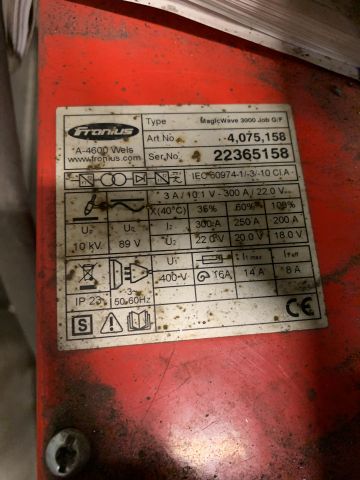 Fronius
A-4600 Wels
www.fronius.com
Type MagicWave 3000 Job G/F
Art No. 4,075,158
Ser.No. 22365158
IEC 60974-1/-3/-10 Cl.A
3 A / 10.1 V - 300 A / 22.0 V
X(40°C) 35% 60% 100%
I2 300 A 250 A 200 A
U2 22.0 V 20.0 V 18.0 V
10 kV 89 V
U1 400 V
16A
I1max 14 A
I1eff 8 A
IP 23
3~
50-60Hz
S
CE